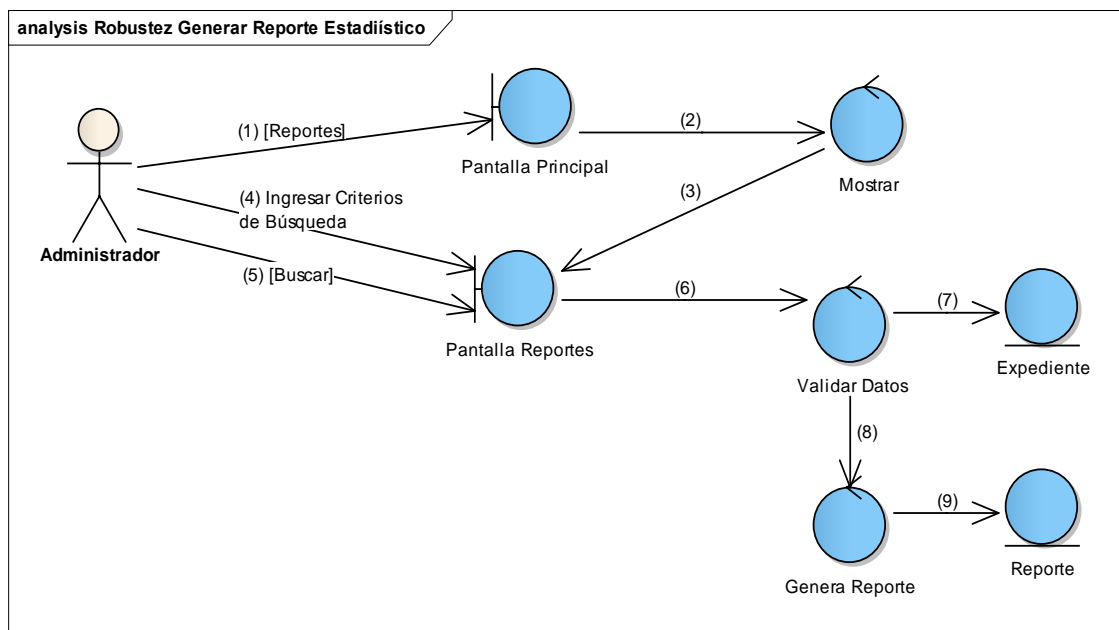 analysis Robustez Generar Reporte Estadiístico
(1) [Reportes]
(2)
Pantalla Principal
Mostrar
(3)
(4) Ingresar Criterios
de Búsqueda
Administrador
(5) [Buscar]
(6)
(7)
Pantalla Reportes
Expediente
Validar Datos
(8)
(9)
Reporte
Genera Reporte